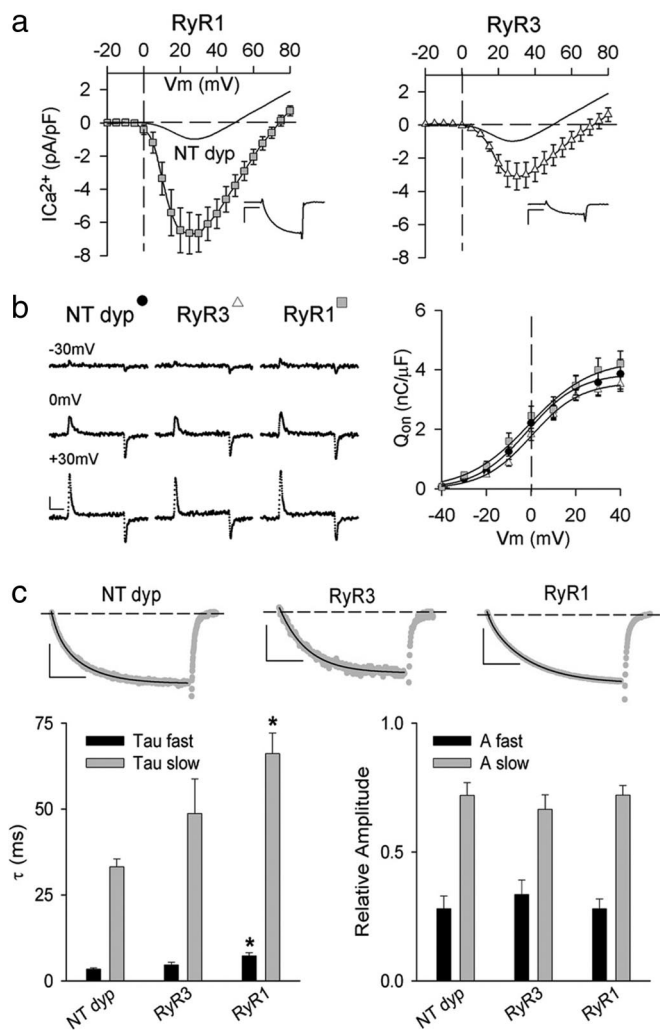 a
RyR1
RyR3
-20 0 20 40 60 80
-20 0 20 40 60 80
Vm (mV)
Vm (mV)
2
0
-2
-4
-6
-8
2
0
-2
-4
-6
-8
ICa²⁺ (pA/pF)
NT dyp
NT dyp
b
NT dyp
RyR3
RyR1
-30mV
0mV
+30mV
6
4
2
0
Qon (nC/µF)
-40 -20 0 20 40
Vm (mV)
c
NT dyp
RyR3
RyR1
75
50
25
0
τ (ms)
Tau fast
Tau slow
*
*
NT dyp
RyR3
RyR1
1.0
0.5
0.0
Relative Amplitude
A fast
A slow
NT dyp
RyR3
RyR1